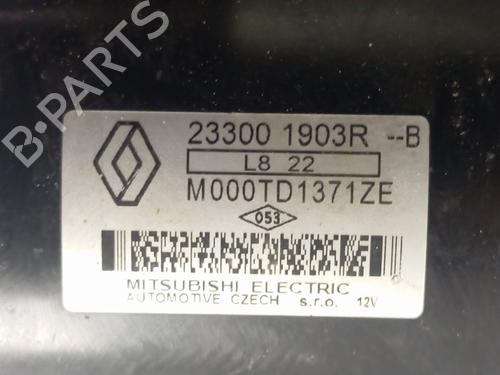 B-PARTS
23300 1903R --B
L8 22
M000TD1371ZE
053
MITSUBISHI ELECTRIC
AUTOMOTIVE CZECH s.r.o. 12V